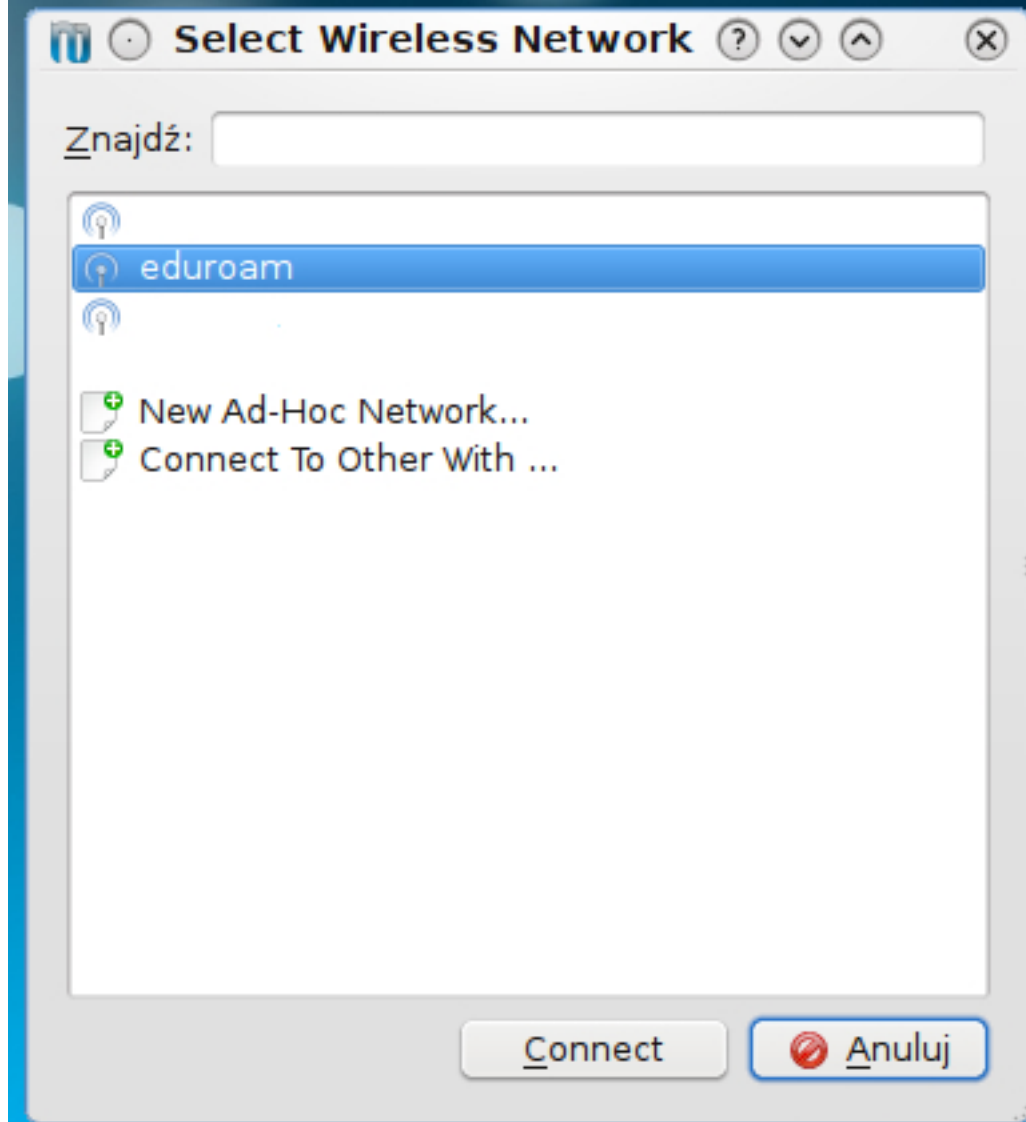 Select Wireless Network
Znajdź:
eduroam
New Ad-Hoc Network...
Connect To Other With ...
Connect
Anuluj